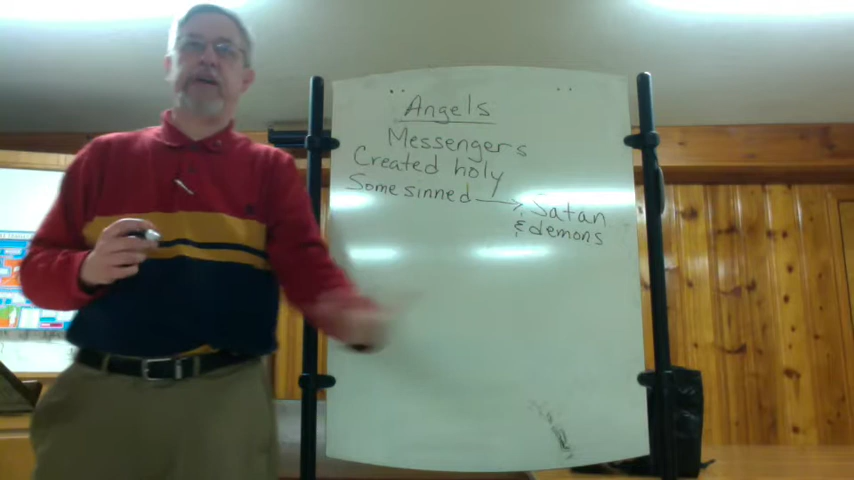 Angels
Messengers
Created holy
Some sinned → Satan
& demons